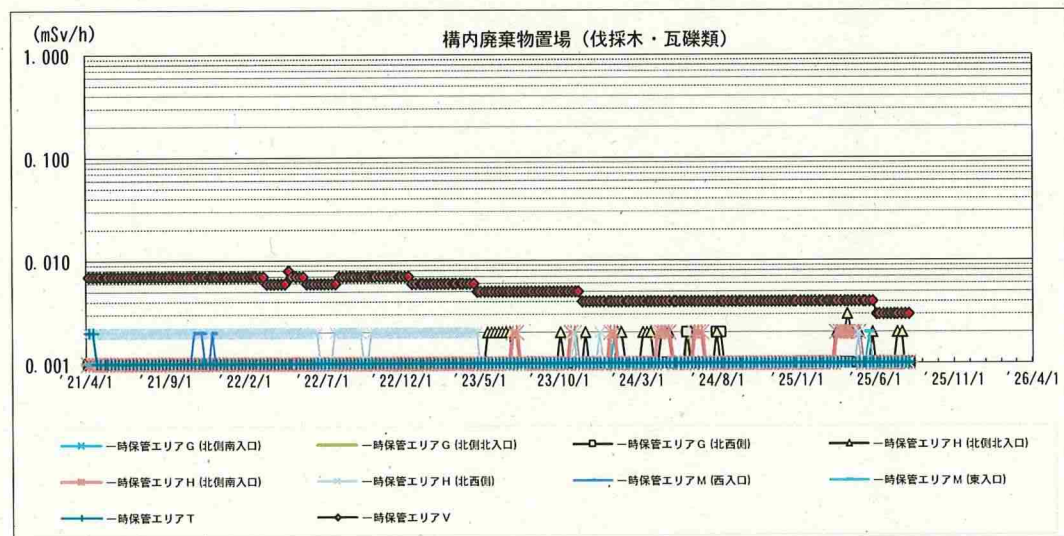 (mSv/h)
構内廃棄物置場（伐採木・瓦礫類）
1.000
0.100
0.010
0.001
'21/4/1 '21/9/1 '22/2/1 '22/7/1 '22/12/1 '23/5/1 '23/10/1 '24/3/1 '24/8/1 '25/1/1 '25/6/1 '25/11/1 '26/4/1
一時保管エリアG (北側南入口) 一時保管エリアG (北側北入口) 一時保管エリアG (北西側) 一時保管エリアH (北側北入口)
一時保管エリアH (北側南入口) 一時保管エリアH (北西側) 一時保管エリアM (西入口) 一時保管エリアM (東入口)
一時保管エリアT 一時保管エリアV